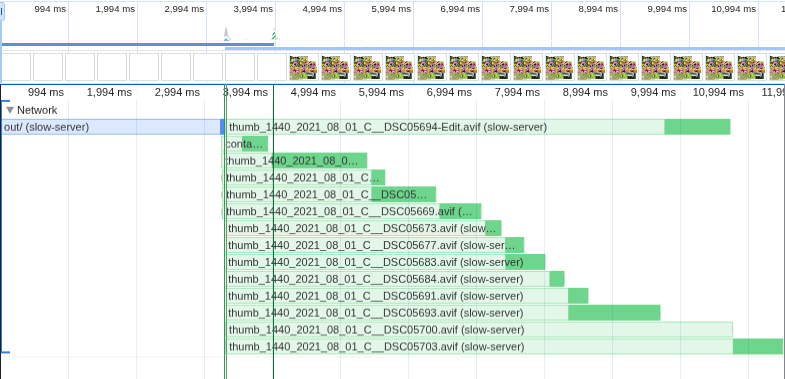 994 ms 1,994 ms 2,994 ms 3,994 ms 4,994 ms 5,994 ms 6,994 ms 7,994 ms 8,994 ms 9,994 ms 10,994 ms 1
994 ms 1,994 ms 2,994 ms 3,994 ms 4,994 ms 5,994 ms 6,994 ms 7,994 ms 8,994 ms 9,994 ms 10,994 ms 11,99
▼ Network
out/ (slow-server) thumb_1440_2021_08_01_C__DSC05694-Edit.avif (slow-server)
conta…
thumb_1440_2021_08_0…
thumb_1440_2021_08_01_C…
thumb_1440_2021_08_01_C__DSC05…
thumb_1440_2021_08_01_C__DSC05669.avif (…
thumb_1440_2021_08_01_C__DSC05673.avif (slow…
thumb_1440_2021_08_01_C__DSC05677.avif (slow-ser…
thumb_1440_2021_08_01_C__DSC05683.avif (slow-server)
thumb_1440_2021_08_01_C__DSC05684.avif (slow-server)
thumb_1440_2021_08_01_C__DSC05691.avif (slow-server)
thumb_1440_2021_08_01_C__DSC05693.avif (slow-server)
thumb_1440_2021_08_01_C__DSC05700.avif (slow-server)
thumb_1440_2021_08_01_C__DSC05703.avif (slow-server)